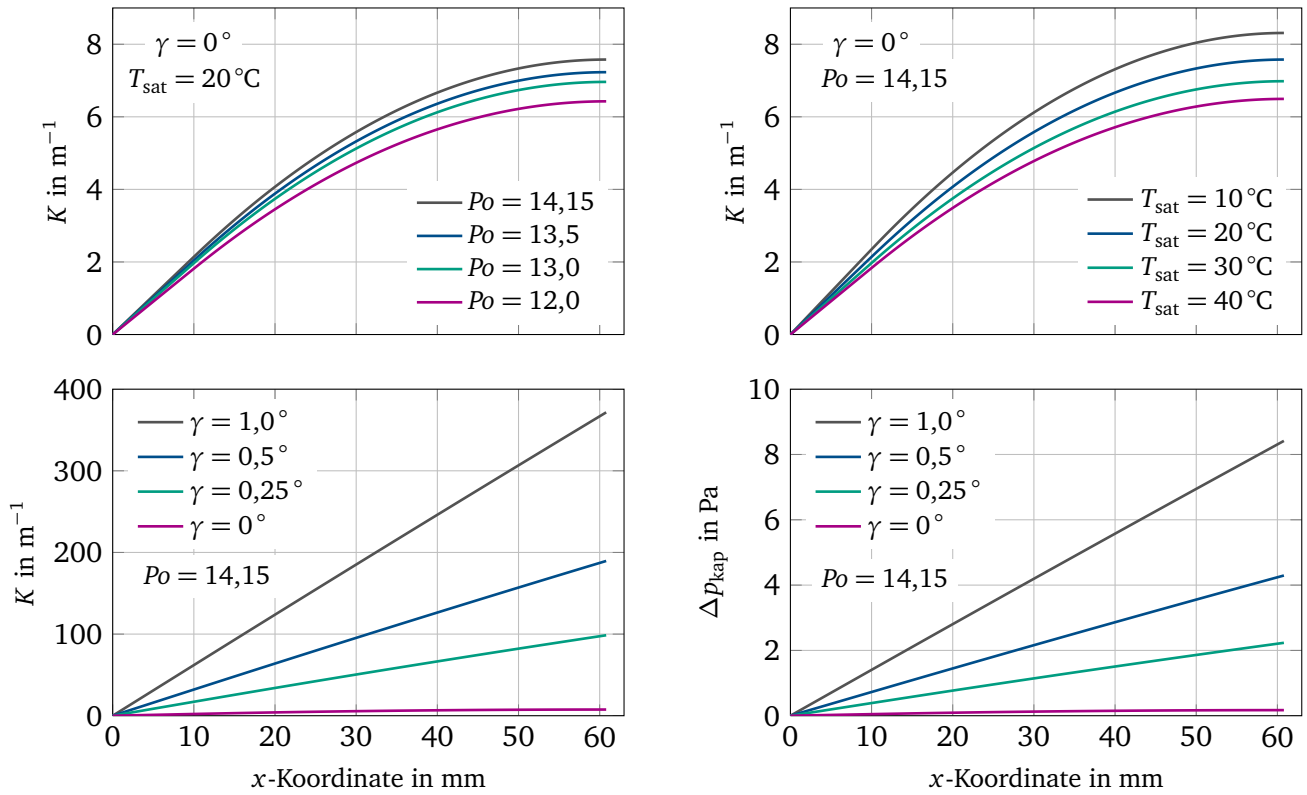 γ = 0°
T_sat = 20 °C
K in m⁻¹
8
6
4
2
0
Po = 14,15
Po = 13,5
Po = 13,0
Po = 12,0
γ = 0°
Po = 14,15
K in m⁻¹
8
6
4
2
0
T_sat = 10 °C
T_sat = 20 °C
T_sat = 30 °C
T_sat = 40 °C
K in m⁻¹
400
300
200
100
0
γ = 1,0°
γ = 0,5°
γ = 0,25°
γ = 0°
Po = 14,15
0 10 20 30 40 50 60
x-Koordinate in mm
Δp_kap in Pa
10
8
6
4
2
0
γ = 1,0°
γ = 0,5°
γ = 0,25°
γ = 0°
Po = 14,15
0 10 20 30 40 50 60
x-Koordinate in mm